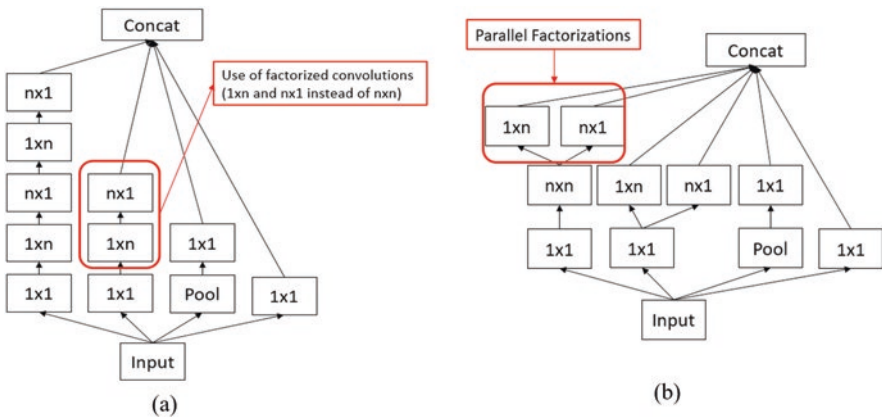 Concat
nx1
1xn
nx1
1xn
1x1
nx1
1xn
1x1
1x1
Pool
1x1
Input
Use of factorized convolutions
(1xn and nx1 instead of nxn)
(a)
Parallel Factorizations
Concat
1xn
nx1
nxn
1xn
nx1
1x1
1x1
1x1
Pool
1x1
Input
(b)